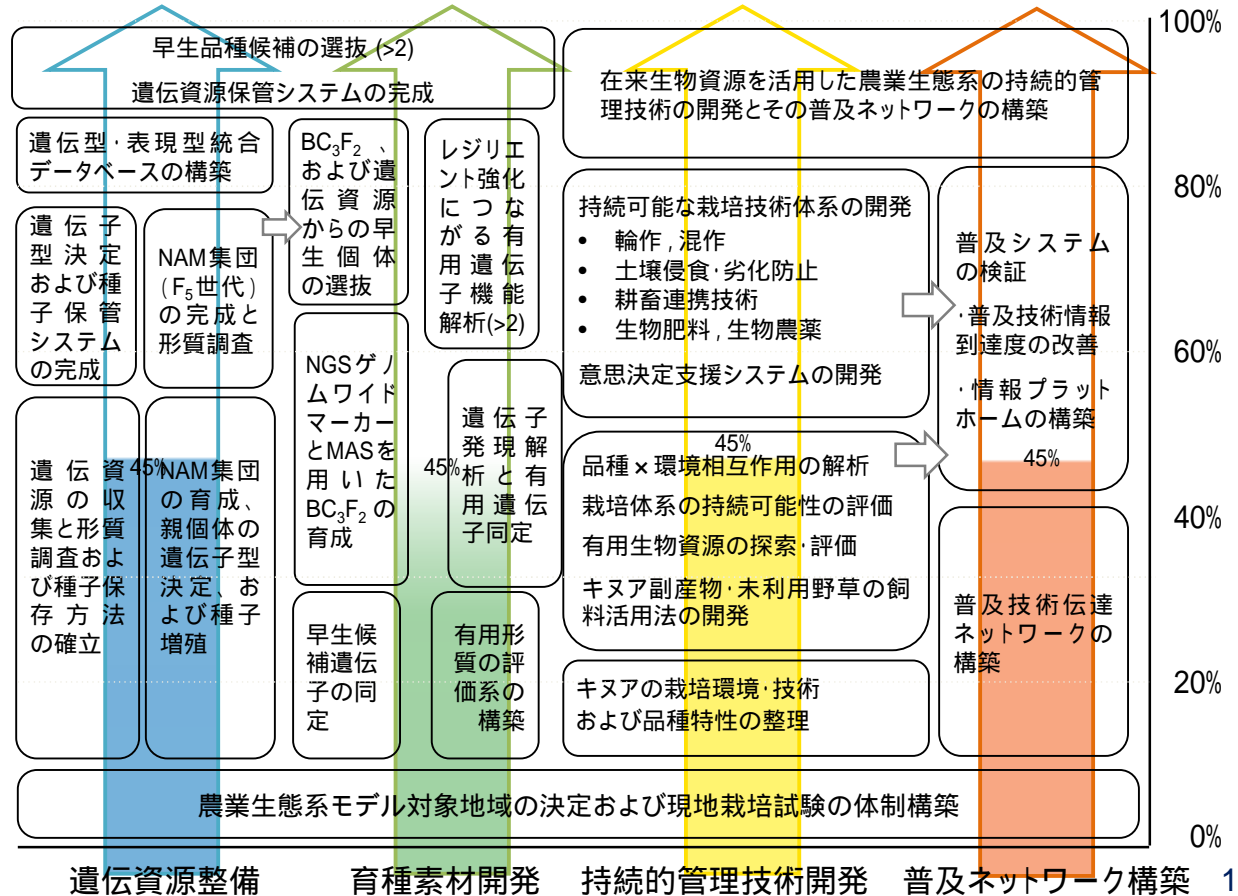 早生品種候補の選抜 (>2)
遺伝資源保管システムの完成
遺伝型・表現型統合
データベースの構築
遺伝子
型決定
および種
子保管
システム
の完成
NAM集団
(F₅世代)
の完成と
形質調査
遺伝資
源の収
集と形質
調査およ
び種子保
存方法
の確立
45%
NAM集団
の育成、
親個体の
遺伝子型
決定、お
よび種子
増殖
BC₃F₂、
および遺
伝資源
からの早
生個体
の選抜
NGSゲノ
ムワイド
マーカー
とMASを
用いた
BC₃F₂の
育成
早生候
補遺伝
子の同
定
レジリエ
ント強化
につな
がる有
用遺伝
子機能
解析(>2)
45%
遺伝子
発現解
析と有
用遺伝
子同定
有用形
質の評
価系の
構築
在来生物資源を活用した農業生態系の持続的管
理技術の開発とその普及ネットワークの構築
持続可能な栽培技術体系の開発
• 輪作,混作
• 土壌侵食・劣化防止
• 耕畜連携技術
• 生物肥料,生物農薬
意思決定支援システムの開発
45%
品種×環境相互作用の解析
栽培体系の持続可能性の評価
有用生物資源の探索・評価
キヌア副産物・未利用野草の飼
料活用法の開発
キヌアの栽培環境・技術
および品種特性の整理
普及システム
の検証
・普及技術情報
到達度の改善
・情報プラット
ホームの構築
45%
普及技術伝達
ネットワークの
構築
農業生態系モデル対象地域の決定および現地栽培試験の体制構築
100%
80%
60%
40%
20%
0%
遺伝資源整備 育種素材開発 持続的管理技術開発 普及ネットワーク構築 1